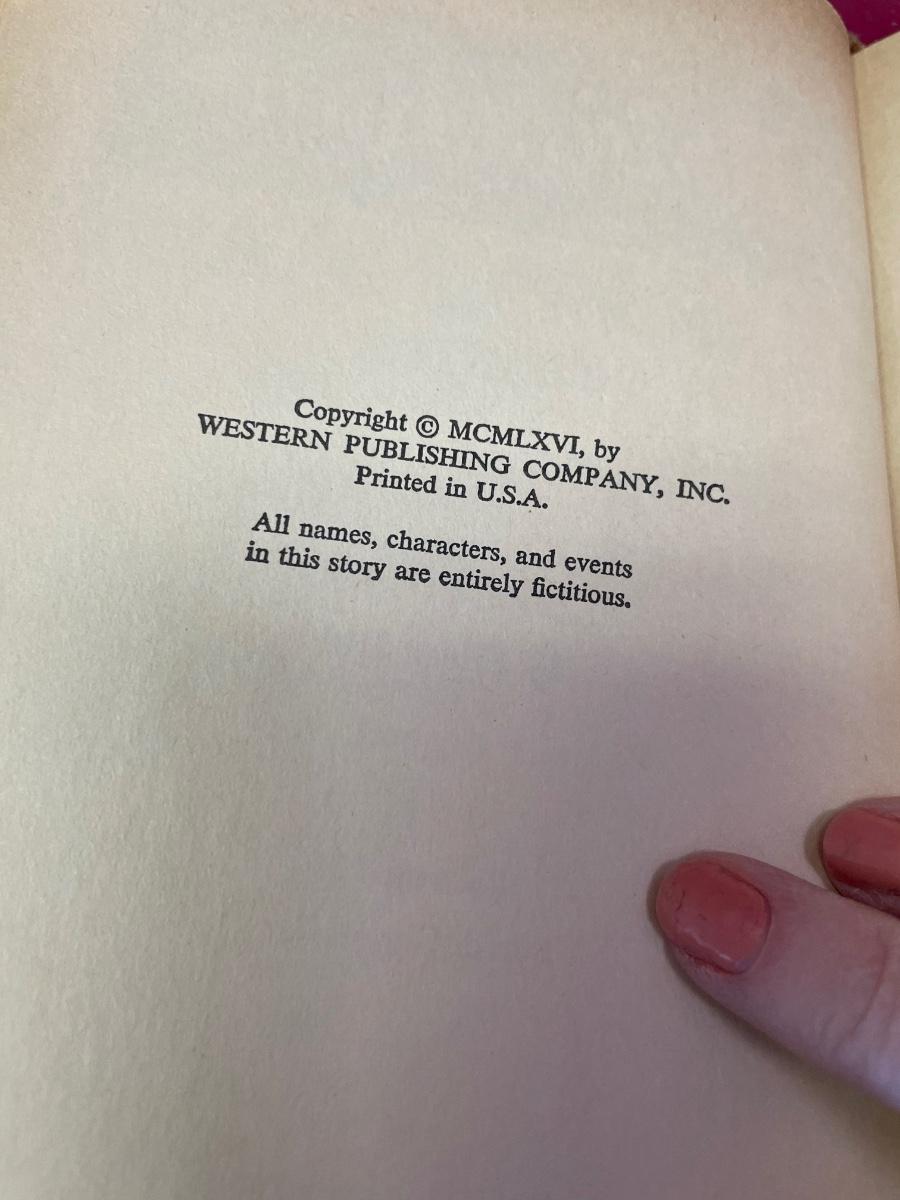 Copyright © MCMLXVI, by
WESTERN PUBLISHING COMPANY, INC.
Printed in U.S.A.
All names, characters, and events
in this story are entirely fictitious.